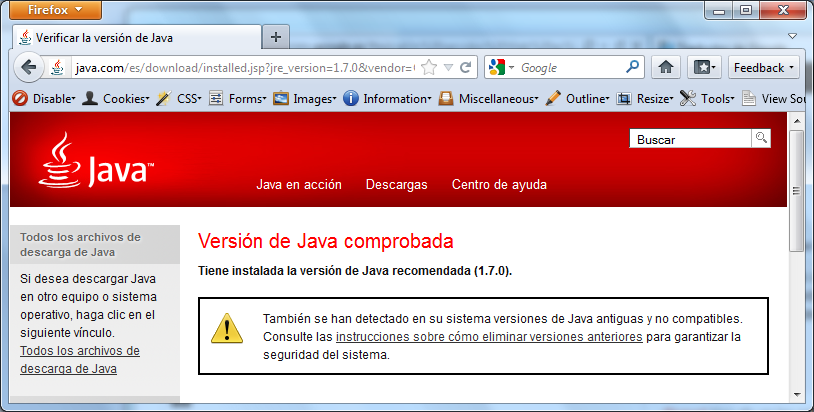 Firefox
Verificar la versión de Java
java.com/es/download/installed.jsp?jre_version=1.7.0&vendor=
Google
Feedback
Disable
Cookies
CSS
Forms
Images
Information
Miscellaneous
Outline
Resize
Tools
View Sou
Java™
Buscar
Java en acción
Descargas
Centro de ayuda
Todos los archivos de
descarga de Java
Si desea descargar Java
en otro equipo o sistema
operativo, haga clic en el
siguiente vínculo.
Todos los archivos de
descarga de Java
Versión de Java comprobada
Tiene instalada la versión de Java recomendada (1.7.0).
También se han detectado en su sistema versiones de Java antiguas y no compatibles.
Consulte las instrucciones sobre cómo eliminar versiones anteriores para garantizar la
seguridad del sistema.